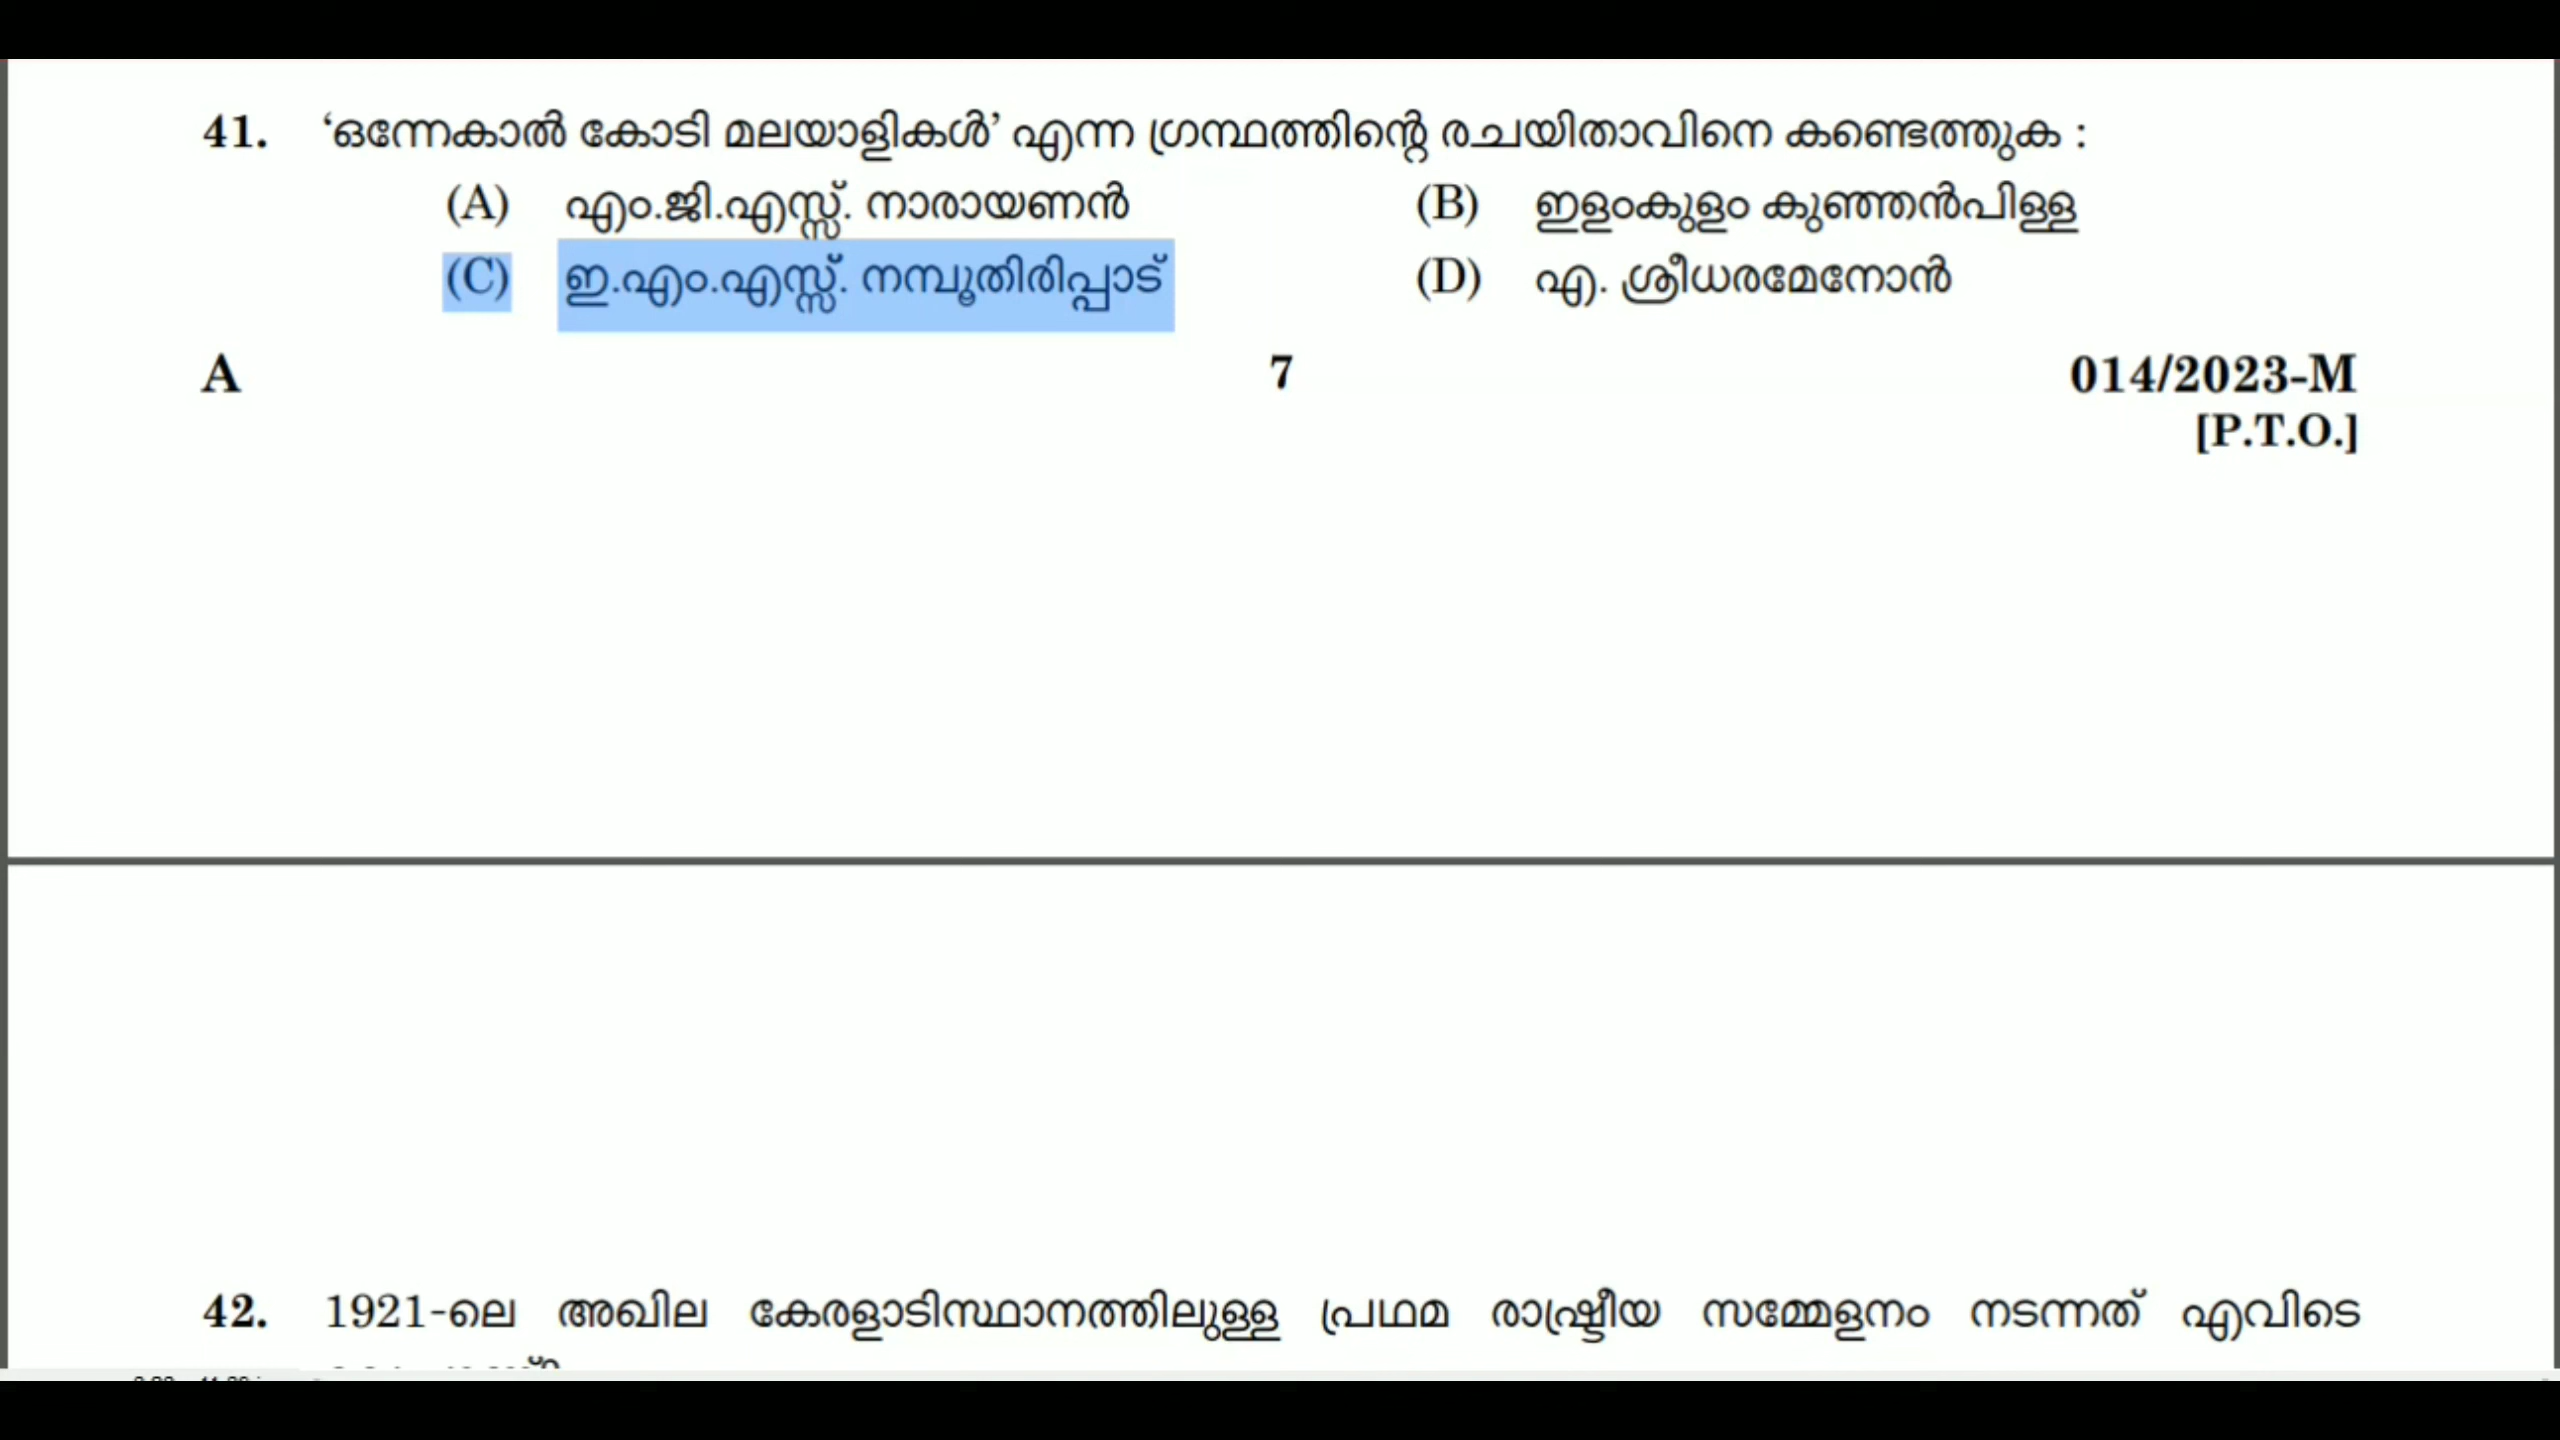 41. ‘ഒന്നേകാൽ കോടി മലയാളികൾ’ എന്ന ഗ്രന്ഥത്തിന്റെ രചയിതാവിനെ കണ്ടെത്തുക :
(A) എം.ജി.എസ്സ്. നാരായണൻ (B) ഇളംകുളം കുഞ്ഞൻപിള്ള
(C) ഇ.എം.എസ്സ്. നമ്പൂതിരിപ്പാട് (D) എ. ശ്രീധരമേനോൻ
A 7 014/2023-M
[P.T.O.]
42. 1921-ലെ അഖില കേരളാടിസ്ഥാനത്തിലുള്ള പ്രഥമ രാഷ്ട്രീയ സമ്മേളനം നടന്നത് എവിടെ